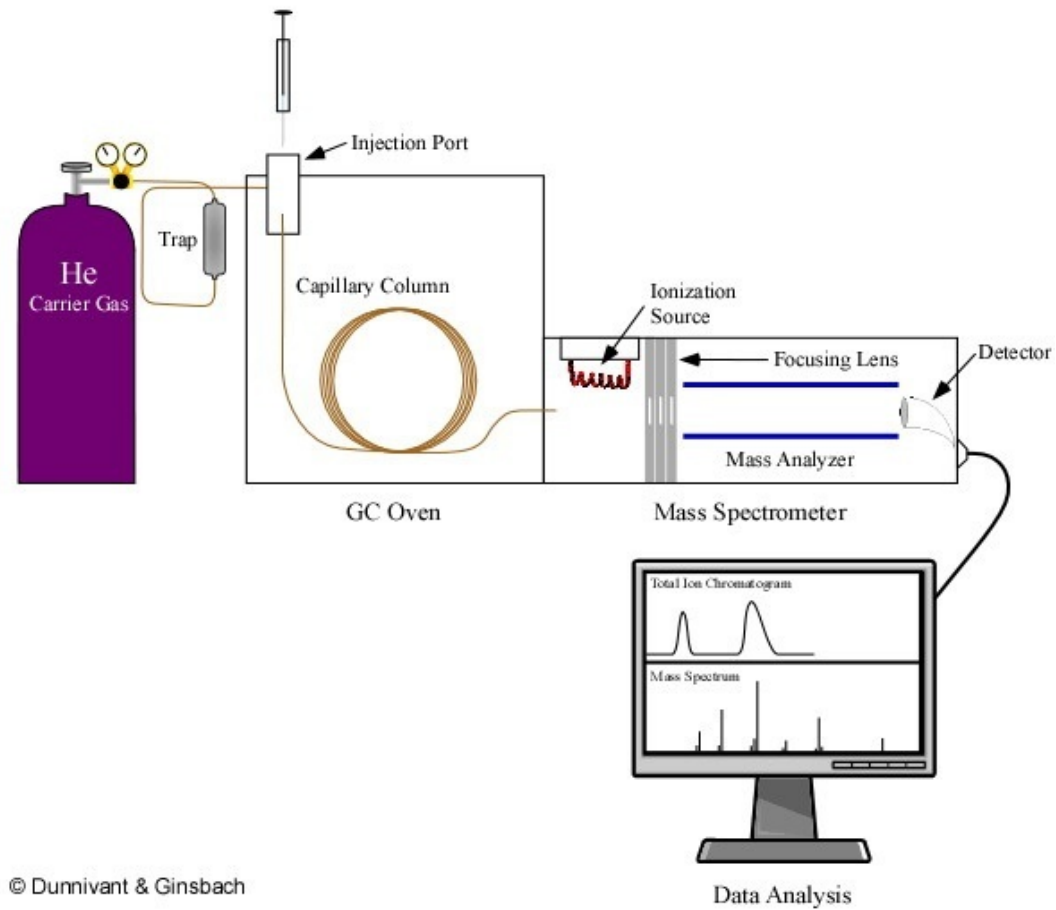 Injection Port
Trap
He
Carrier Gas
Capillary Column
Ionization
Source
Focusing Lens
Detector
Mass Analyzer
GC Oven
Mass Spectrometer
Total Ion Chromatogram
Mass Spectrum
© Dunnivant & Ginsbach
Data Analysis